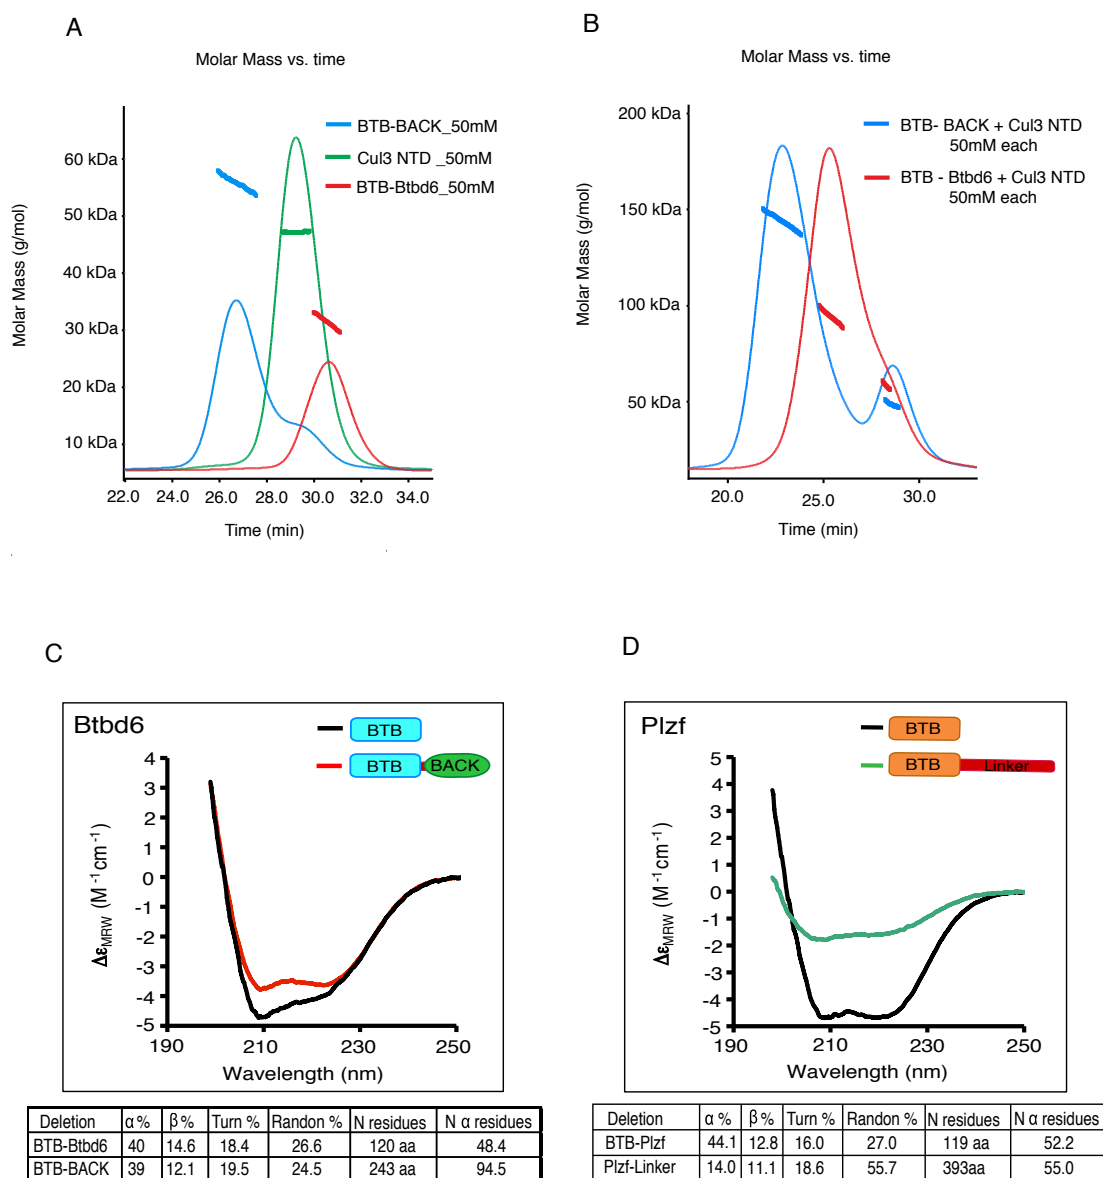 A
Molar Mass vs. time
Molar Mass (g/mol)
60 kDa
50 kDa
40 kDa
30 kDa
20 kDa
10 kDa
BTB-BACK_50mM
Cul3 NTD _50mM
BTB-Btbd6_50mM
22.0 24.0 26.0 28.0 30.0 32.0 34.0
Time (min)
B
Molar Mass vs. time
Molar Mass (g/mol)
200 kDa
150 kDa
100 kDa
50 kDa
BTB- BACK + Cul3 NTD
50mM each
BTB - Btbd6 + Cul3 NTD
50mM each
20.0 25.0 30.0
Time (min)
C
Btbd6
BTB
BTB BACK
Δε MRW (M -1 cm -1)
4
3
2
1
0
-1
-2
-3
-4
-5
190 210 230 250
Wavelength (nm)
Deletion α % β % Turn % Randon % N residues N α residues
BTB-Btbd6 40 14.6 18.4 26.6 120 aa 48.4
BTB-BACK 39 12.1 19.5 24.5 243 aa 94.5
D
Plzf
BTB
BTB Linker
Δε MRW (M -1 cm -1)
5
4
3
2
1
0
-1
-2
-3
-4
-5
190 210 230 250
Wavelength (nm)
Deletion α % β % Turn % Randon % N residues N α residues
BTB-Plzf 44.1 12.8 16.0 27.0 119 aa 52.2
Plzf-Linker 14.0 11.1 18.6 55.7 393aa 55.0